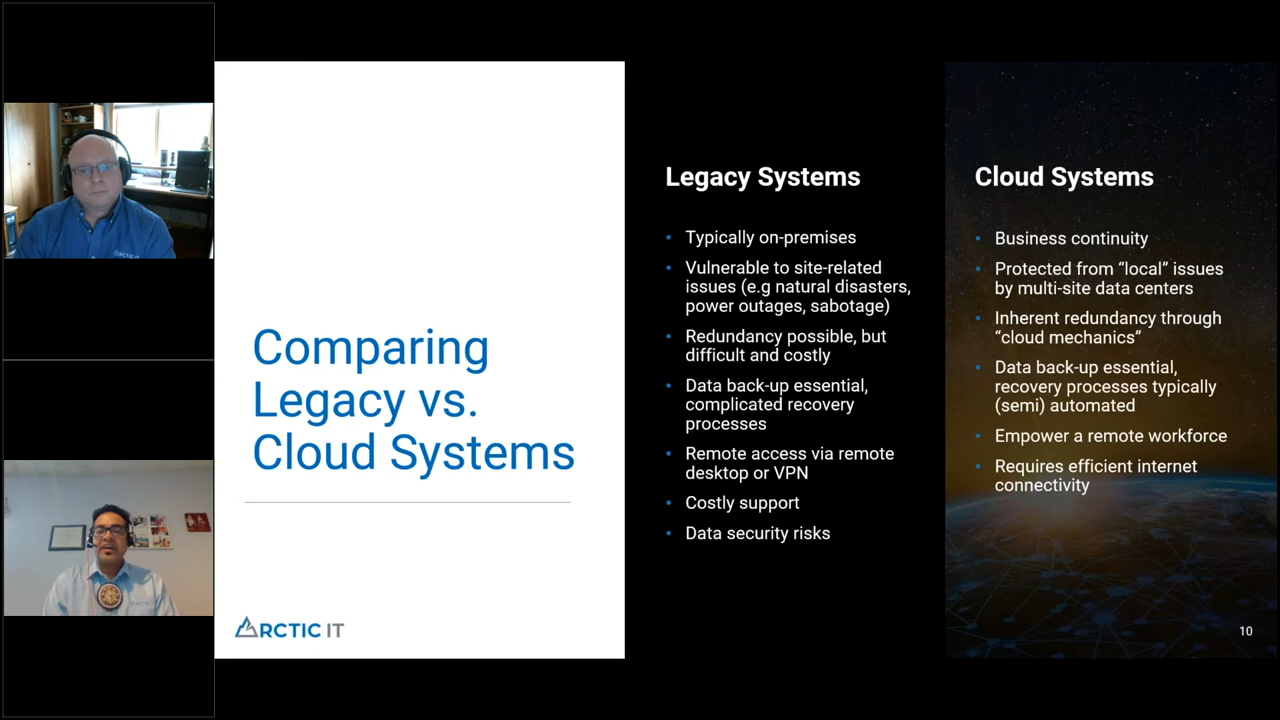 ARCTIC IT
Comparing
Legacy vs.
Cloud Systems
ARCTIC IT
Legacy Systems
Typically on-premises
Vulnerable to site-related
issues (e.g natural disasters,
power outages, sabotage)
Redundancy possible, but
difficult and costly
Data back-up essential,
complicated recovery
processes
Remote access via remote
desktop or VPN
Costly support
Data security risks
Cloud Systems
Business continuity
Protected from “local” issues
by multi-site data centers
Inherent redundancy through
“cloud mechanics”
Data back-up essential,
recovery processes typically
(semi) automated
Empower a remote workforce
Requires efficient internet
connectivity
10